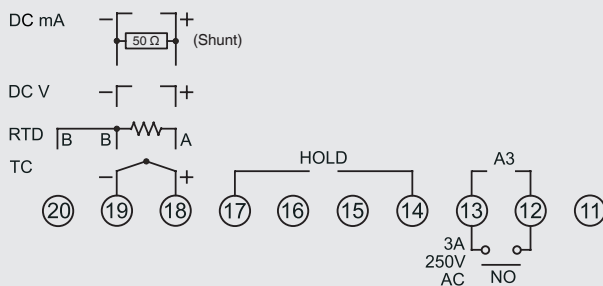 DC mA
− +
50 Ω
(Shunt)
DC V
− +
RTD
B B A
TC
− +
HOLD
A3
20 19 18 17 16 15 14 13 12 11
3A
250V
AC
NO